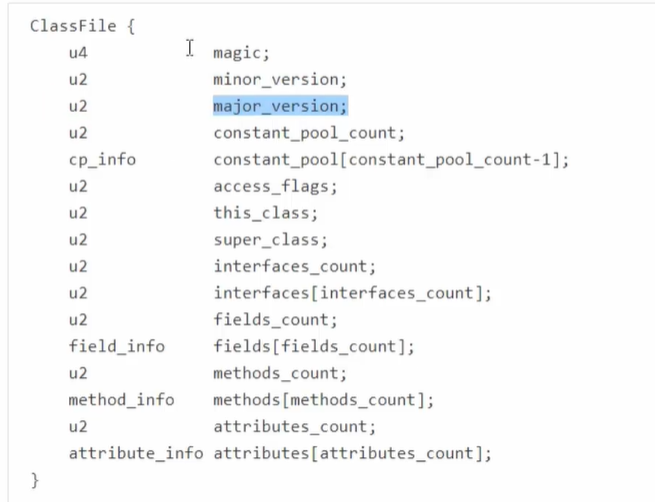 ClassFile {
u4 magic;
u2 minor_version;
u2 major_version;
u2 constant_pool_count;
cp_info constant_pool[constant_pool_count-1];
u2 access_flags;
u2 this_class;
u2 super_class;
u2 interfaces_count;
u2 interfaces[interfaces_count];
u2 fields_count;
field_info fields[fields_count];
u2 methods_count;
method_info methods[methods_count];
u2 attributes_count;
attribute_info attributes[attributes_count];
}